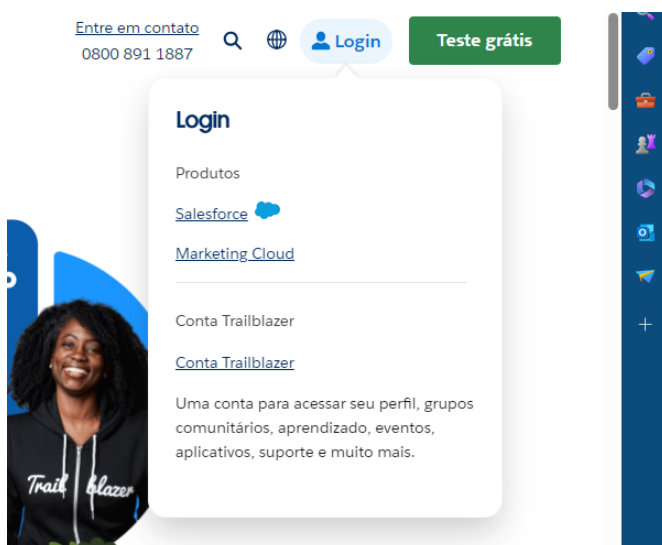 Entre em contato
0800 891 1887
Login
Teste grátis
Login
Produtos
Salesforce
Marketing Cloud
Conta Trailblazer
Conta Trailblazer
Uma conta para acessar seu perfil, grupos
comunitários, aprendizado, eventos,
aplicativos, suporte e muito mais.
Trail blazer